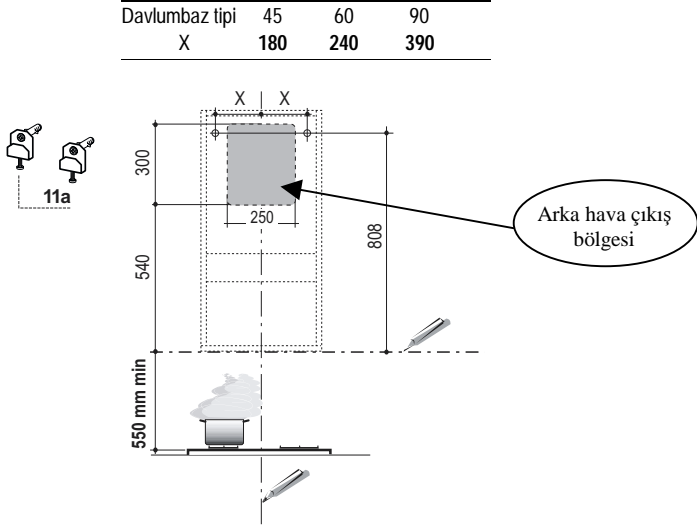 Davlumbaz tipi 45 60 90
X 180 240 390
X X
300
11a
250
Arka hava çıkış
bölgesi
808
540
550 mm min